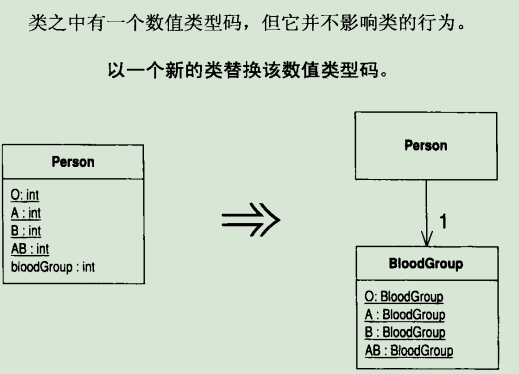 类之中有一个数值类型码，但它并不影响类的行为。
以一个新的类替换该数值类型码。
Person
O: int
A : int
B : int
AB : int
bloodGroup : int
Person
1
BloodGroup
O: BloodGroup
A : BloodGroup
B : BloodGroup
AB : BloodGroup